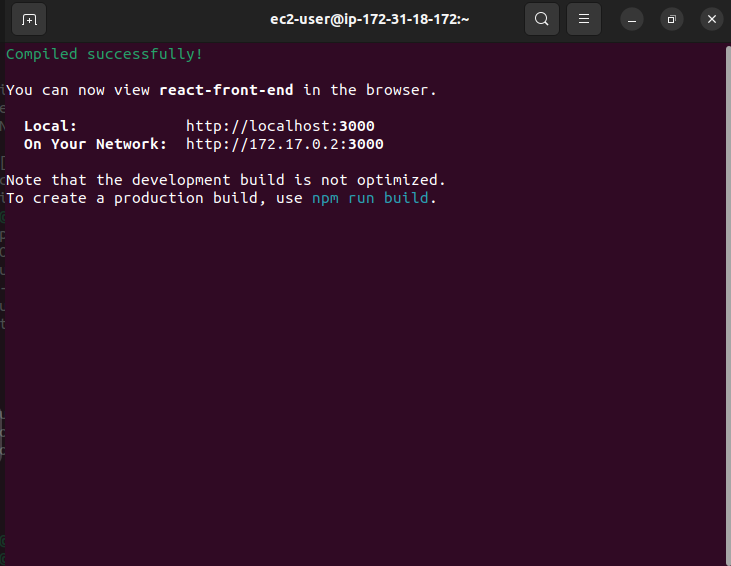 ec2-user@ip-172-31-18-172:~
Compiled successfully!
You can now view react-front-end in the browser.
Local: http://localhost:3000
On Your Network: http://172.17.0.2:3000
Note that the development build is not optimized.
To create a production build, use npm run build.